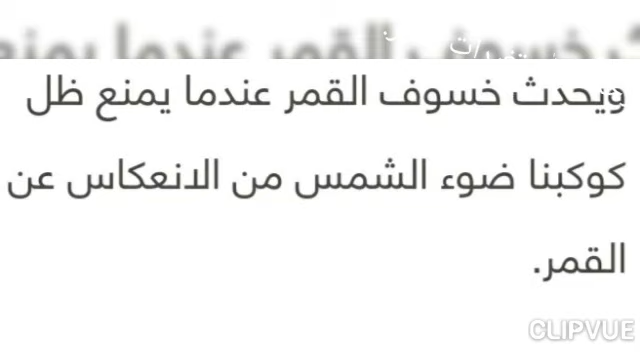 ويحدث خسوف القمر عندما يمنع ظل
كوكبنا ضوء الشمس من الانعكاس عن
القمر.
CLIPVUE